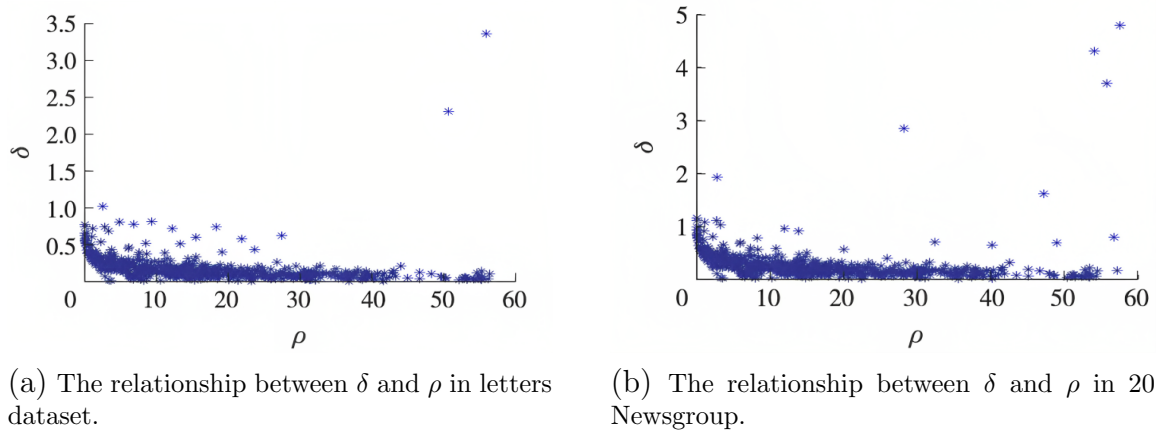 3.5
3.0
2.5
2.0
1.5
1.0
0.5
δ
0 10 20 30 40 50 60
ρ
(a) The relationship between δ and ρ in letters
dataset.
5
4
3
2
1
δ
0 10 20 30 40 50 60
ρ
(b) The relationship between δ and ρ in 20
Newsgroup.